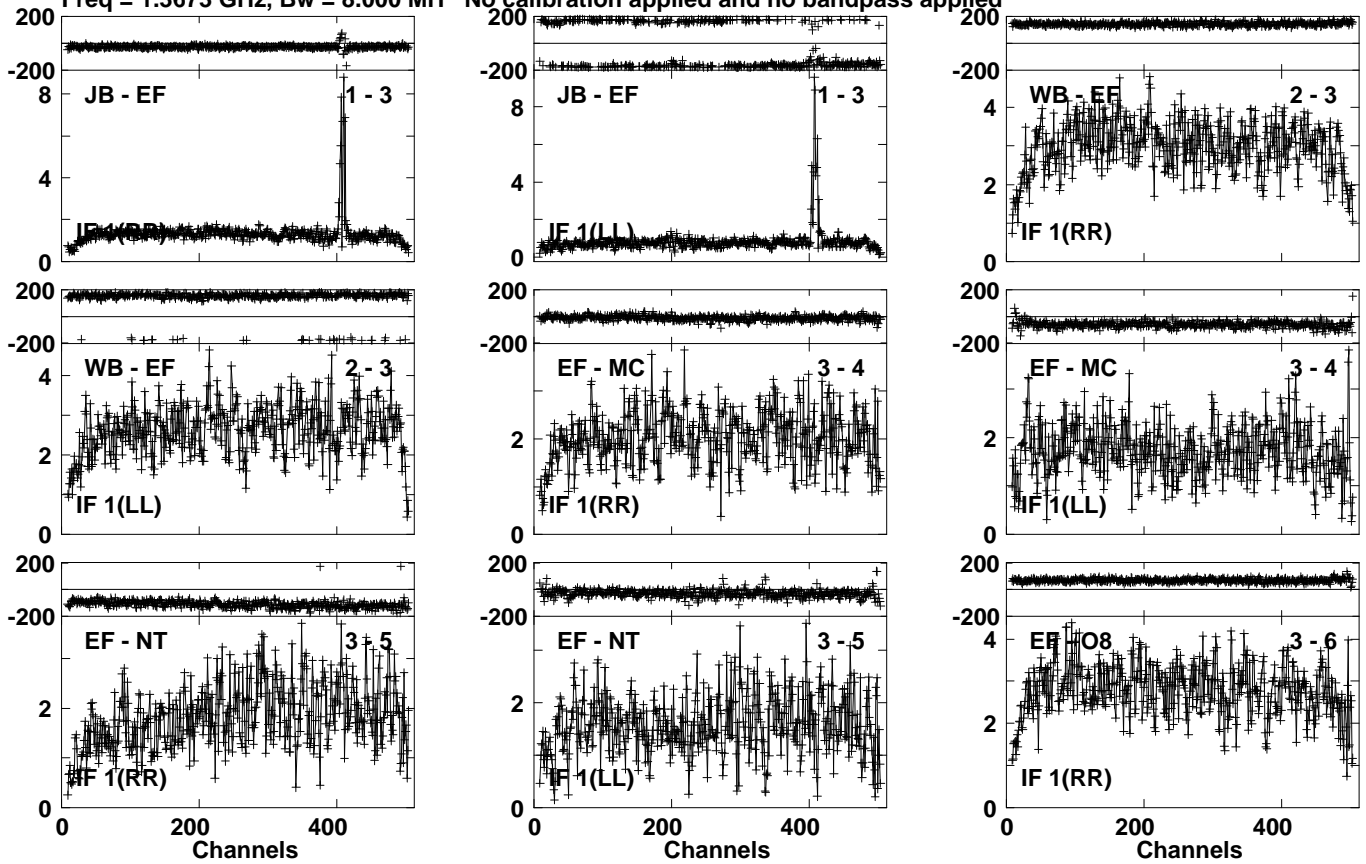 Freq = 1.3673 GHz, Bw = 8.000 MH No calibration applied and no bandpass applied
200
-200
8
4
0
JB - EF 1 - 3
IF 1(RR)
200
-200
8
4
0
JB - EF 1 - 3
IF 1(LL)
200
-200
4
2
0
WB - EF 2 - 3
IF 1(RR)
200
-200
4
2
0
WB - EF 2 - 3
IF 1(LL)
200
-200
2
0
EF - MC 3 - 4
IF 1(RR)
200
-200
2
0
EF - MC 3 - 4
IF 1(LL)
200
-200
2
0
EF - NT 3 - 5
IF 1(RR)
0 200 400
Channels
200
-200
2
0
EF - NT 3 - 5
IF 1(LL)
0 200 400
Channels
200
-200
4
2
0
EF - O8 3 - 6
IF 1(RR)
0 200 400
Channels